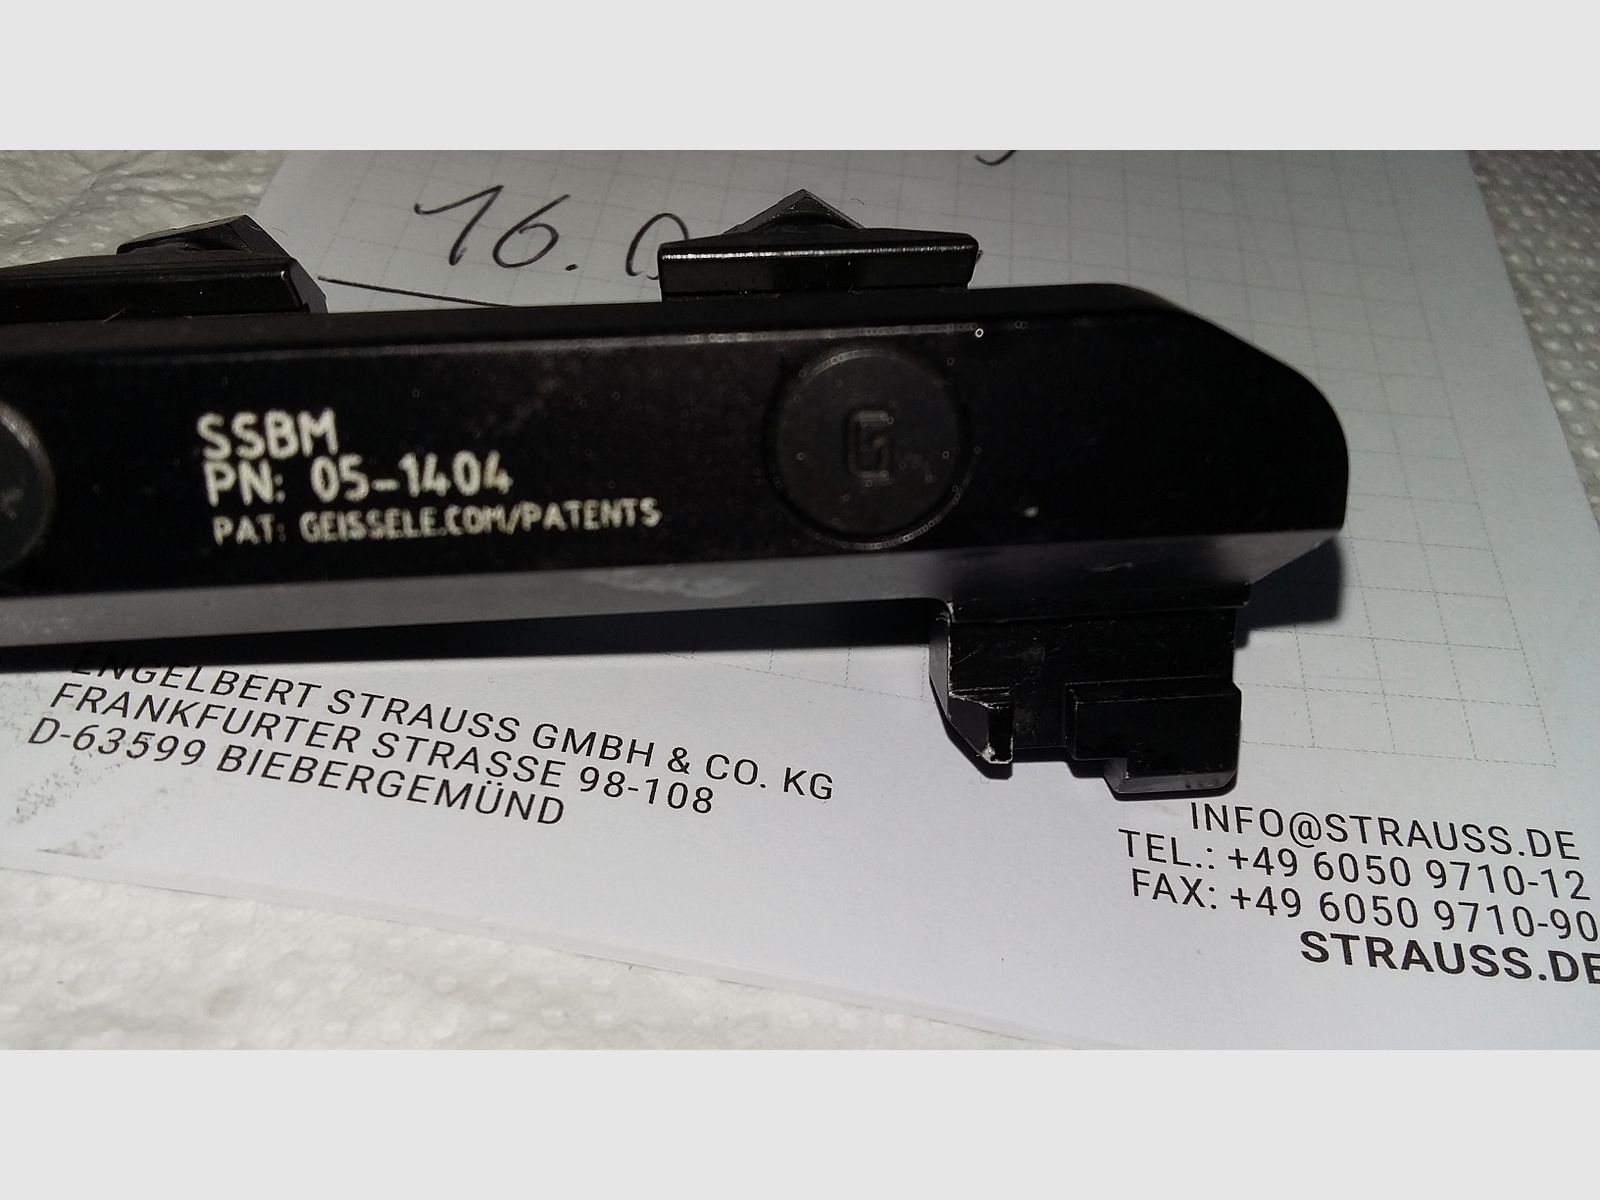 16.0
SSBM
PN: 05-1404
PAT: GEISSELE.COM/PATENTS
G
ENGELBERT STRAUSS GMBH & CO. KG
FRANKFURTER STRASSE 98-108
D-63599 BIEBERGEMÜND
INFO@STRAUSS.DE
TEL.: +49 6050 9710-12
FAX: +49 6050 9710-90
STRAUSS.DE